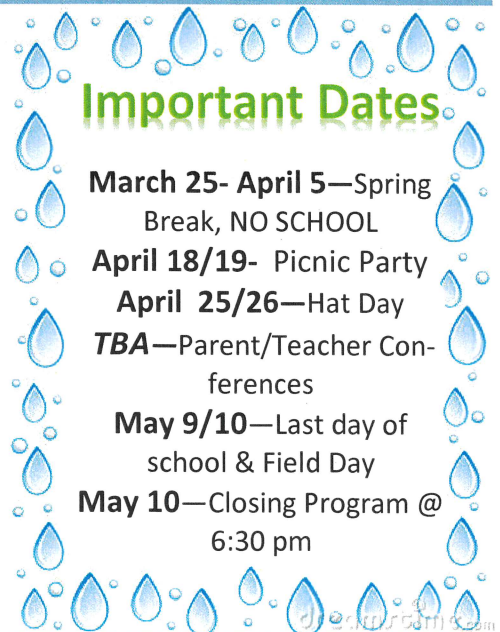 Important Dates
March 25- April 5—Spring
Break, NO SCHOOL
April 18/19- Picnic Party
April 25/26—Hat Day
TBA—Parent/Teacher Con-
ferences
May 9/10—Last day of
school & Field Day
May 10—Closing Program @
6:30 pm
dreamstime.com